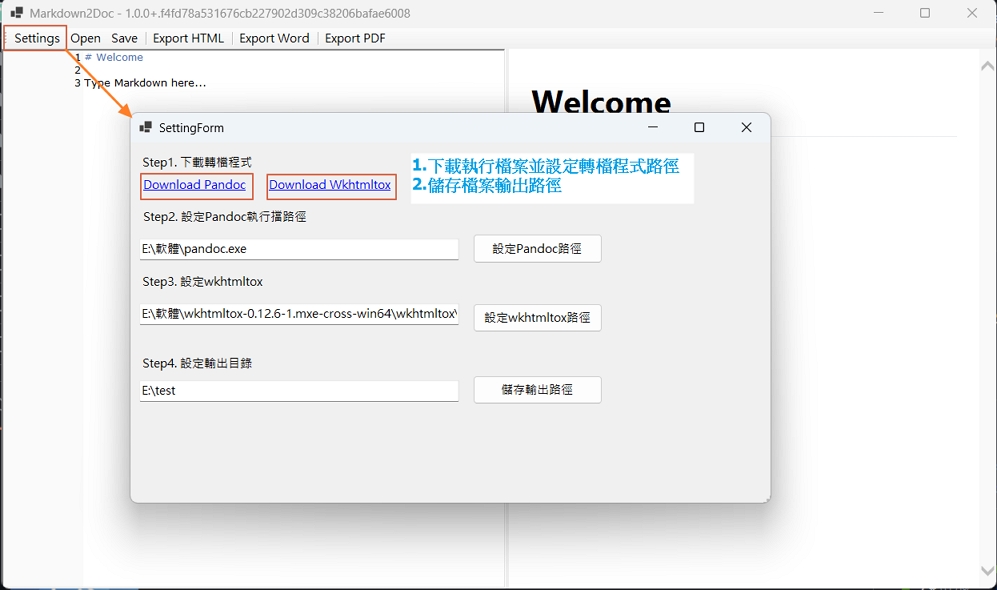 Markdown2Doc - 1.0.0+.f4fd78a531676cb227902d309c38206bafae6008
Settings Open Save Export HTML Export Word Export PDF
1 # Welcome
2
3 Type Markdown here...
Welcome
SettingForm
Step1. 下載轉檔程式
Download Pandoc Download Wkhtmltox
1.下載執行檔案並設定轉檔程式路徑
2.儲存檔案輸出路徑
Step2. 設定Pandoc執行擋路徑
E:\軟體\pandoc.exe 設定Pandoc路徑
Step3. 設定wkhtmltox
E:\軟體\wkhtmltox-0.12.6-1.mxe-cross-win64\wkhtmltox\ 設定wkhtmltox路徑
Step4. 設定輸出目錄
E:\test 儲存輸出路徑